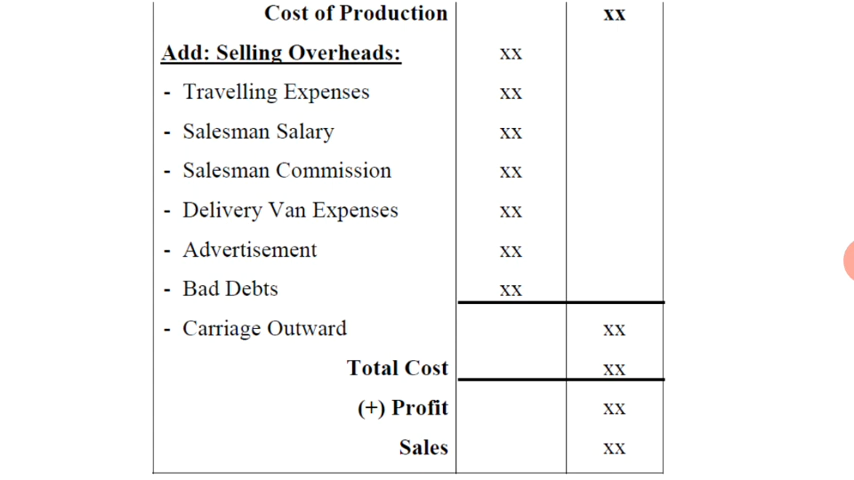 Cost of Production xx
Add: Selling Overheads: xx
- Travelling Expenses xx
- Salesman Salary xx
- Salesman Commission xx
- Delivery Van Expenses xx
- Advertisement xx
- Bad Debts xx
- Carriage Outward xx
Total Cost xx
(+) Profit xx
Sales xx